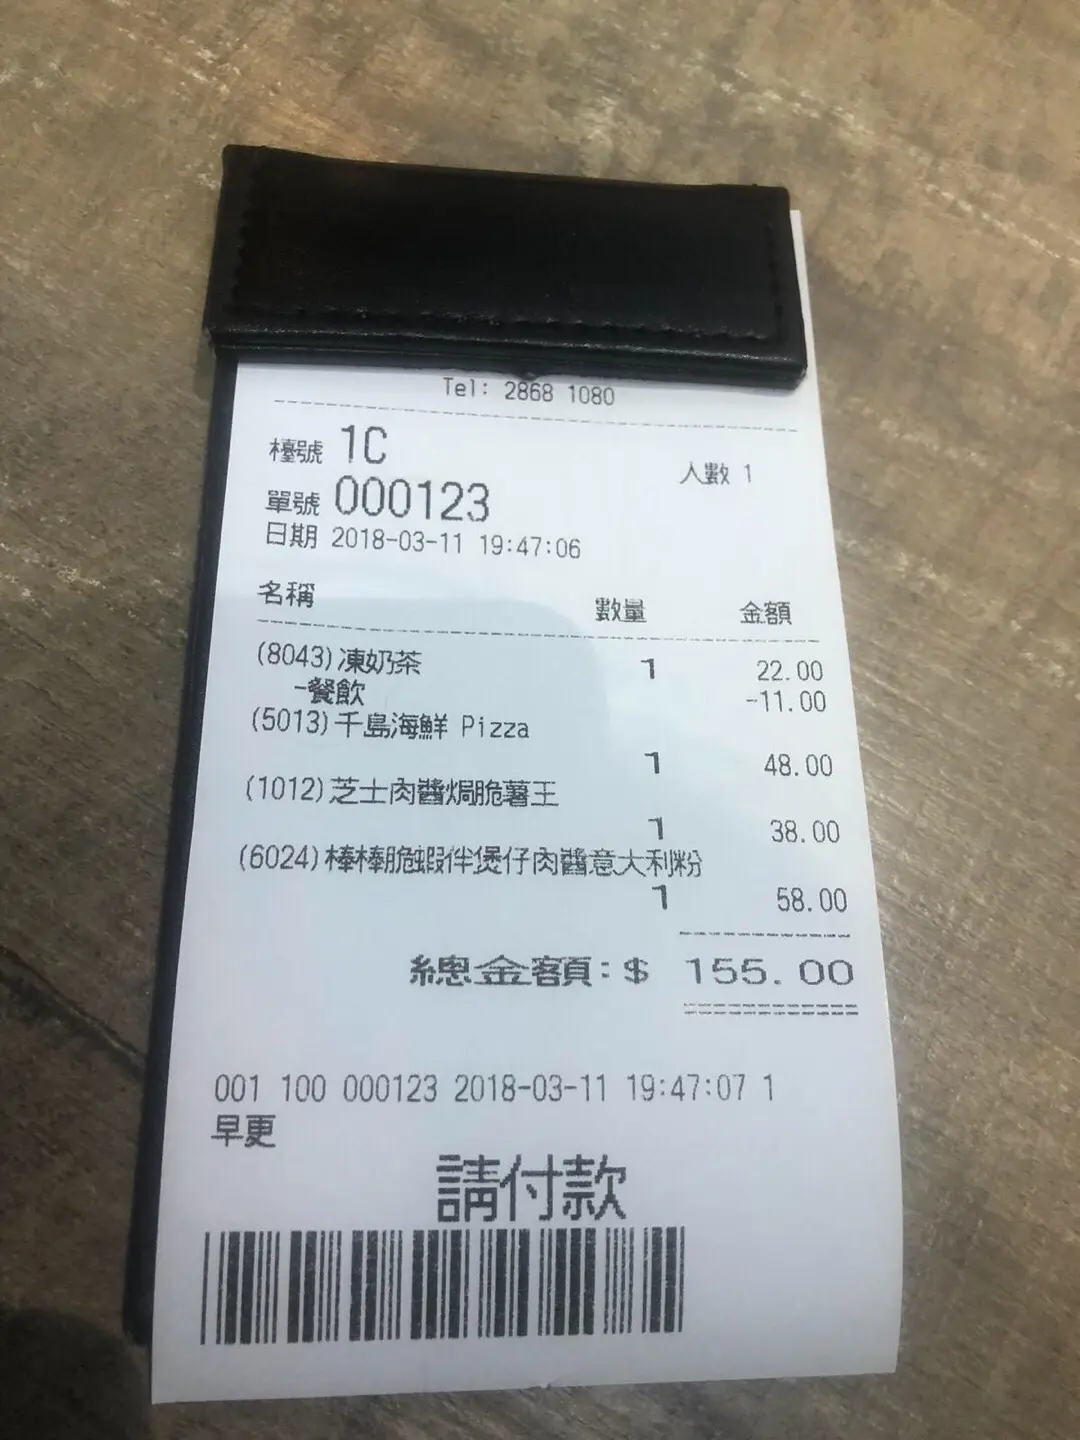 Tel: 2868 1080
檯號 1C
人數 1
單號 000123
日期 2018-03-11 19:47:06
名稱 數量 金額
(8043)凍奶茶 1 22.00
-餐飲 -11.00
(5013)千島海鮮 Pizza
1 48.00
(1012)芝士肉醬焗脆薯王
1 38.00
(6024)棒棒脆蝦伴煲仔肉醬意大利粉
1 58.00
總金額:$ 155.00
001 100 000123 2018-03-11 19:47:07 1
早更
請付款